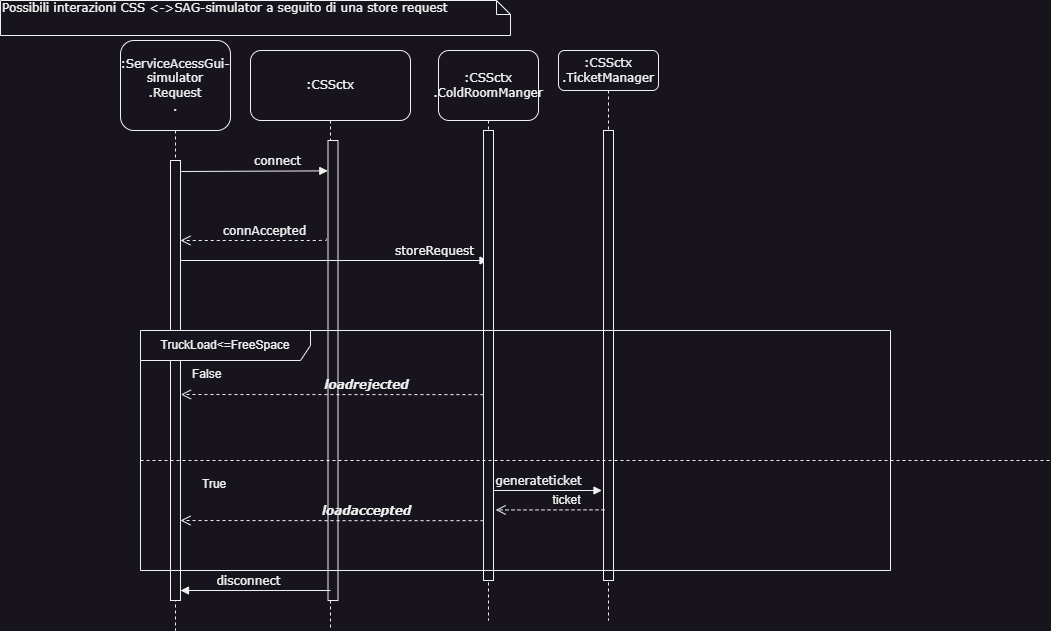 Possibili interazioni CSS <->SAG-simulator a seguito di una store request
:ServiceAcessGui-
simulator
.Request
.
:CSSctx
:CSSctx
.ColdRoomManger
:CSSctx
.TicketManager
connect
connAccepted
storeRequest
TruckLoad<=FreeSpace
False
loadrejected
True
generateticket
ticket
loadaccepted
disconnect